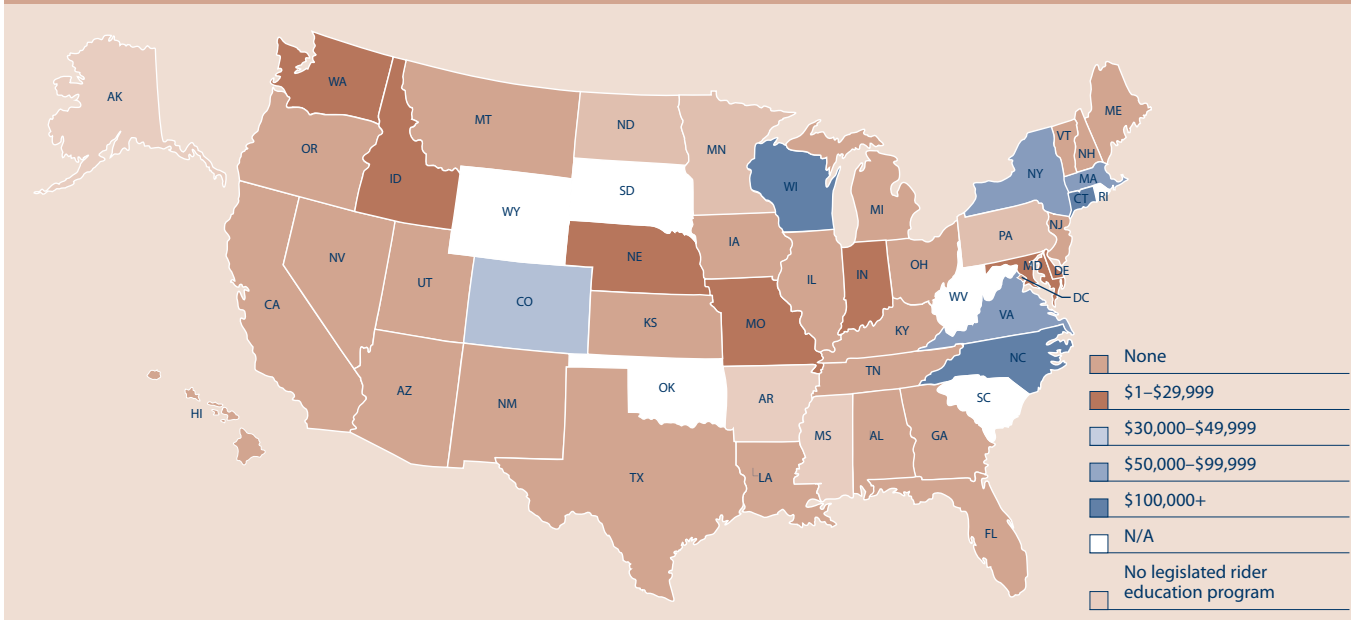 AK
WA
MT
ND
MN
ME
VT
NH
OR
ID
SD
WI
NY
MA
CT
RI
WY
MI
IA
NE
PA
NJ
NV
UT
CO
IL
IN
OH
MD
DE
DC
WV
VA
CA
KS
MO
KY
NC
TN
AZ
NM
OK
AR
SC
HI
MS
AL
GA
TX
LA
FL
None
$1–$29,999
$30,000–$49,999
$50,000–$99,999
$100,000+
N/A
No legislated rider
education program